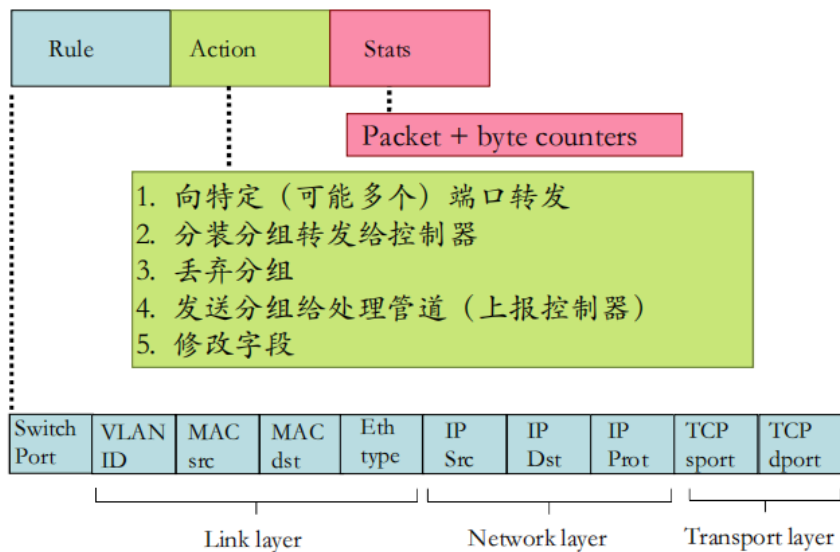 Rule Action Stats
Packet + byte counters
1. 向特定（可能多个）端口转发
2. 分装分组转发给控制器
3. 丢弃分组
4. 发送分组给处理管道（上报控制器）
5. 修改字段
Switch VLAN MAC MAC Eth IP IP IP TCP TCP
Port ID src dst type Src Dst Prot sport dport
Link layer Network layer Transport layer